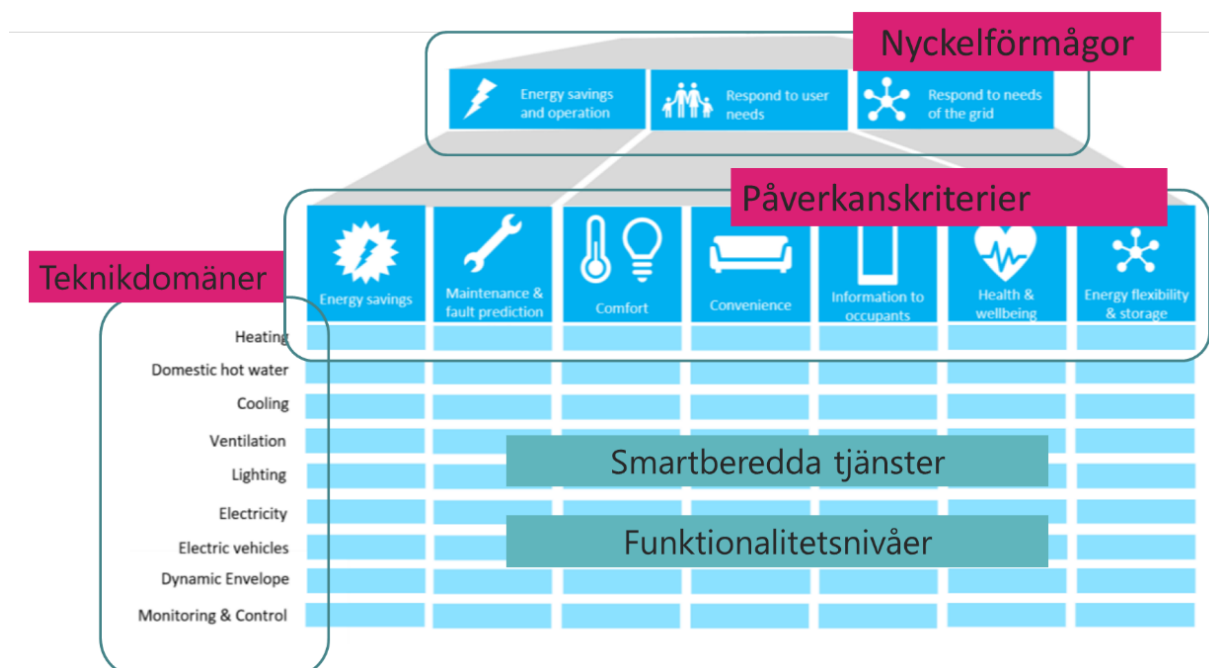 Nyckelförmågor
Energy savings
and operation
Respond to user
needs
Respond to needs
of the grid
Påverkanskriterier
Teknikdomäner
Energy savings
Maintenance &
fault prediction
Comfort
Convenience
Information to
occupants
Health &
wellbeing
Energy flexibility
& storage
Heating
Domestic hot water
Cooling
Ventilation
Lighting
Electricity
Electric vehicles
Dynamic Envelope
Monitoring & Control
Smartberedda tjänster
Funktionalitetsnivåer